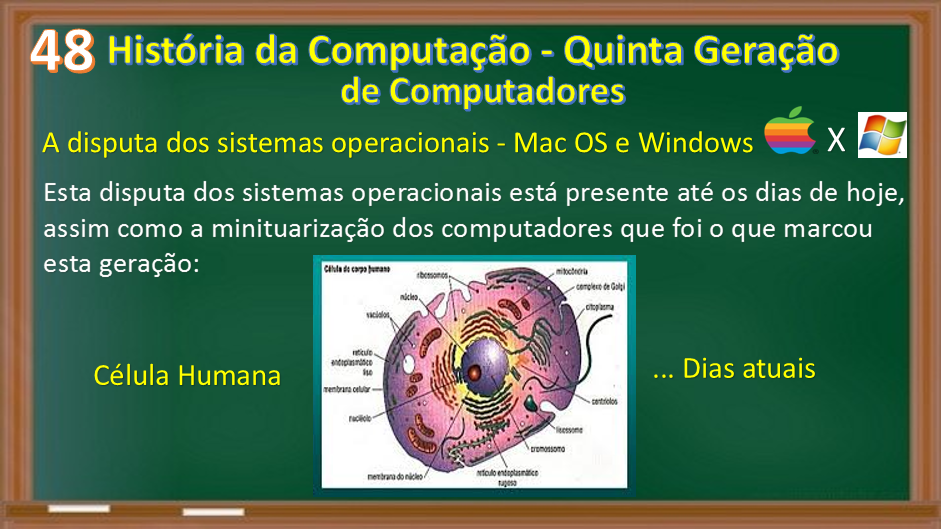 48 História da Computação - Quinta Geração
de Computadores
A disputa dos sistemas operacionais - Mac OS e Windows X
Esta disputa dos sistemas operacionais está presente até os dias de hoje,
assim como a minituarização dos computadores que foi o que marcou
esta geração:
Célula do corpo humano
ribossomos
mitocôndria
complexo de Golgi
núcleo
citoplasma
vacúolos
retículo
endoplasmático
liso
membrana celular
Célula Humana
... Dias atuais
centríolos
nucléolo
lisossomo
cromossomo
membrana do núcleo
retículo endoplasmático
rugoso